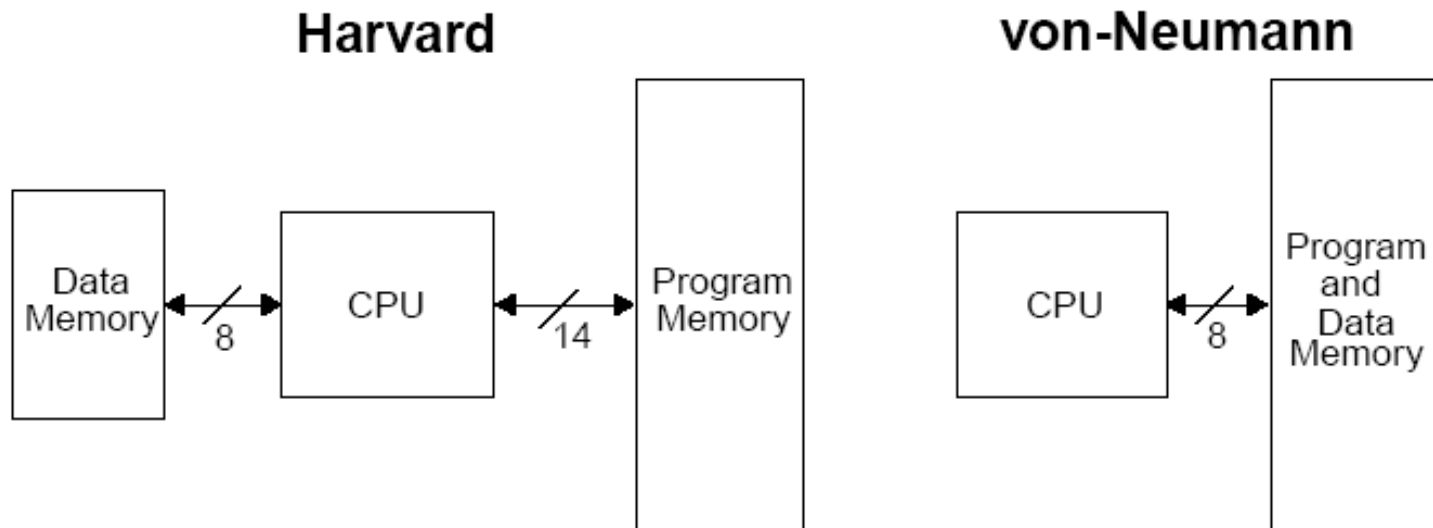 Harvard
Data
Memory
8
CPU
14
Program
Memory
von-Neumann
CPU
8
Program
and
Data
Memory